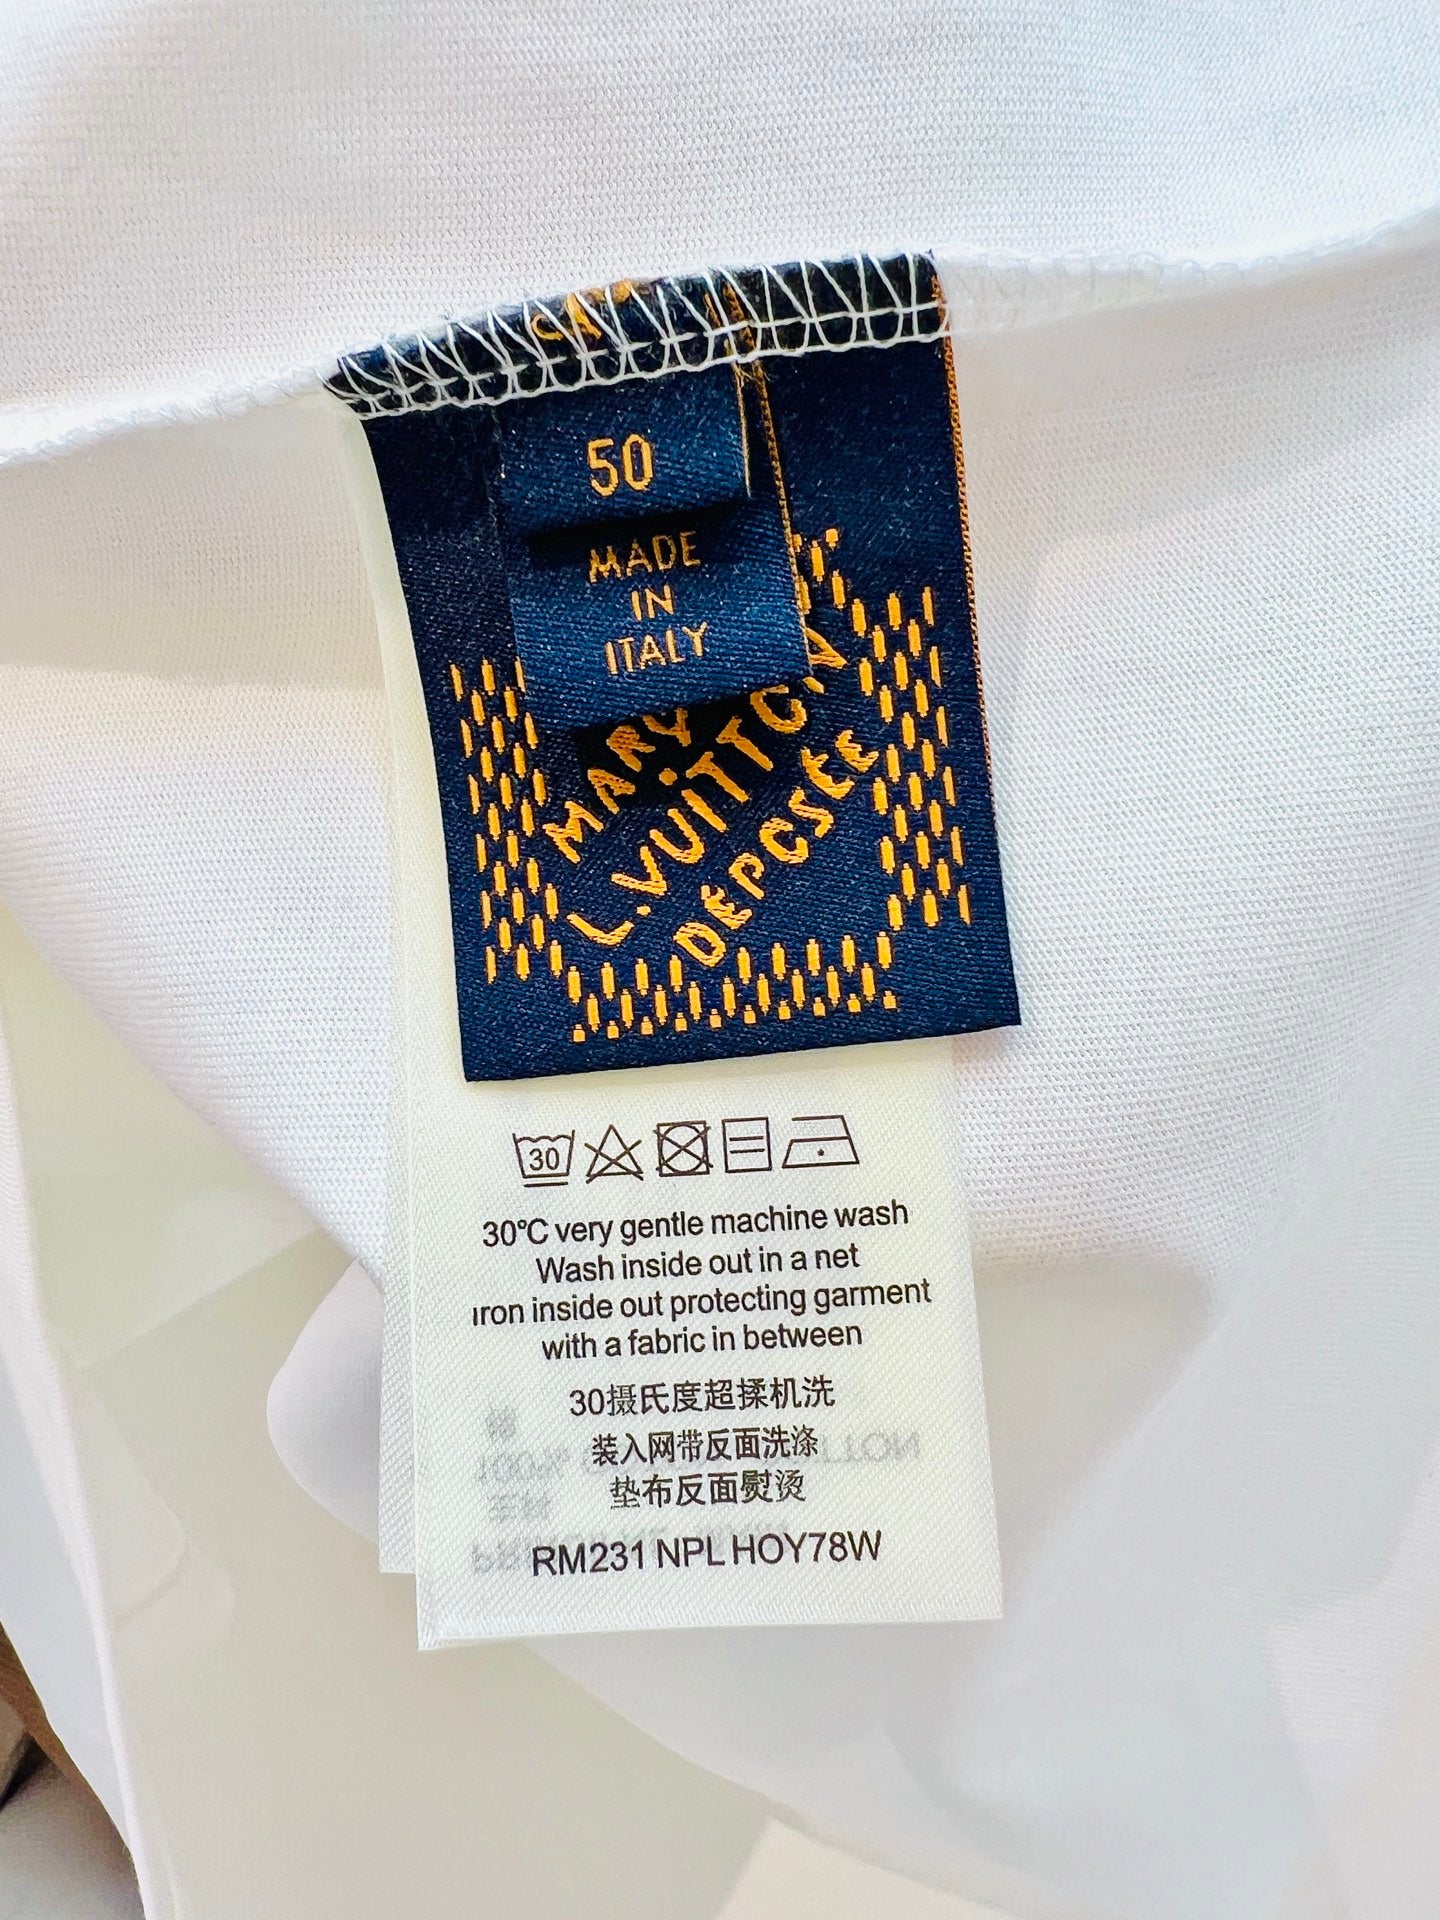 50
MADE
IN
ITALY
L.VUITTON
30
30°C very gentle machine wash
Wash inside out in a net
Iron inside out protecting garment
with a fabric in between
30摄氏度超揉机洗
装入网带反面洗涤
垫布反面熨烫
RM231 NPL HOY78W